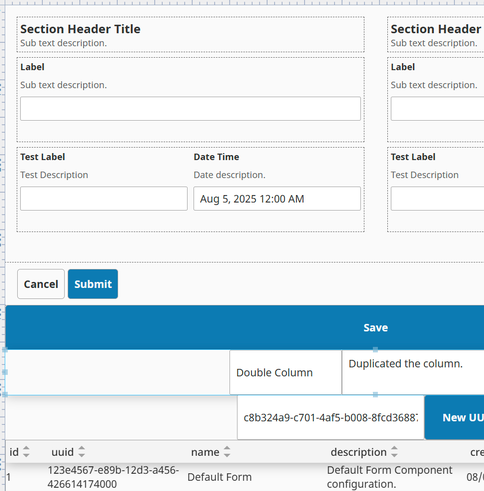 Section Header Title
Section Header
Sub text description.
Sub text description.
Label
Label
Sub text description.
Sub text description.
Test Label
Date Time
Test Label
Test Description
Date description.
Test Description
Aug 5, 2025 12:00 AM
Cancel
Submit
Save
Double Column
Duplicated the column.
c8b324a9-c701-4af5-b008-8fcd3688
New UU
id
uuid
name
description
cre
1
123e4567-e89b-12d3-a456-
426614174000
Default Form
Default Form Component
configuration.
08/